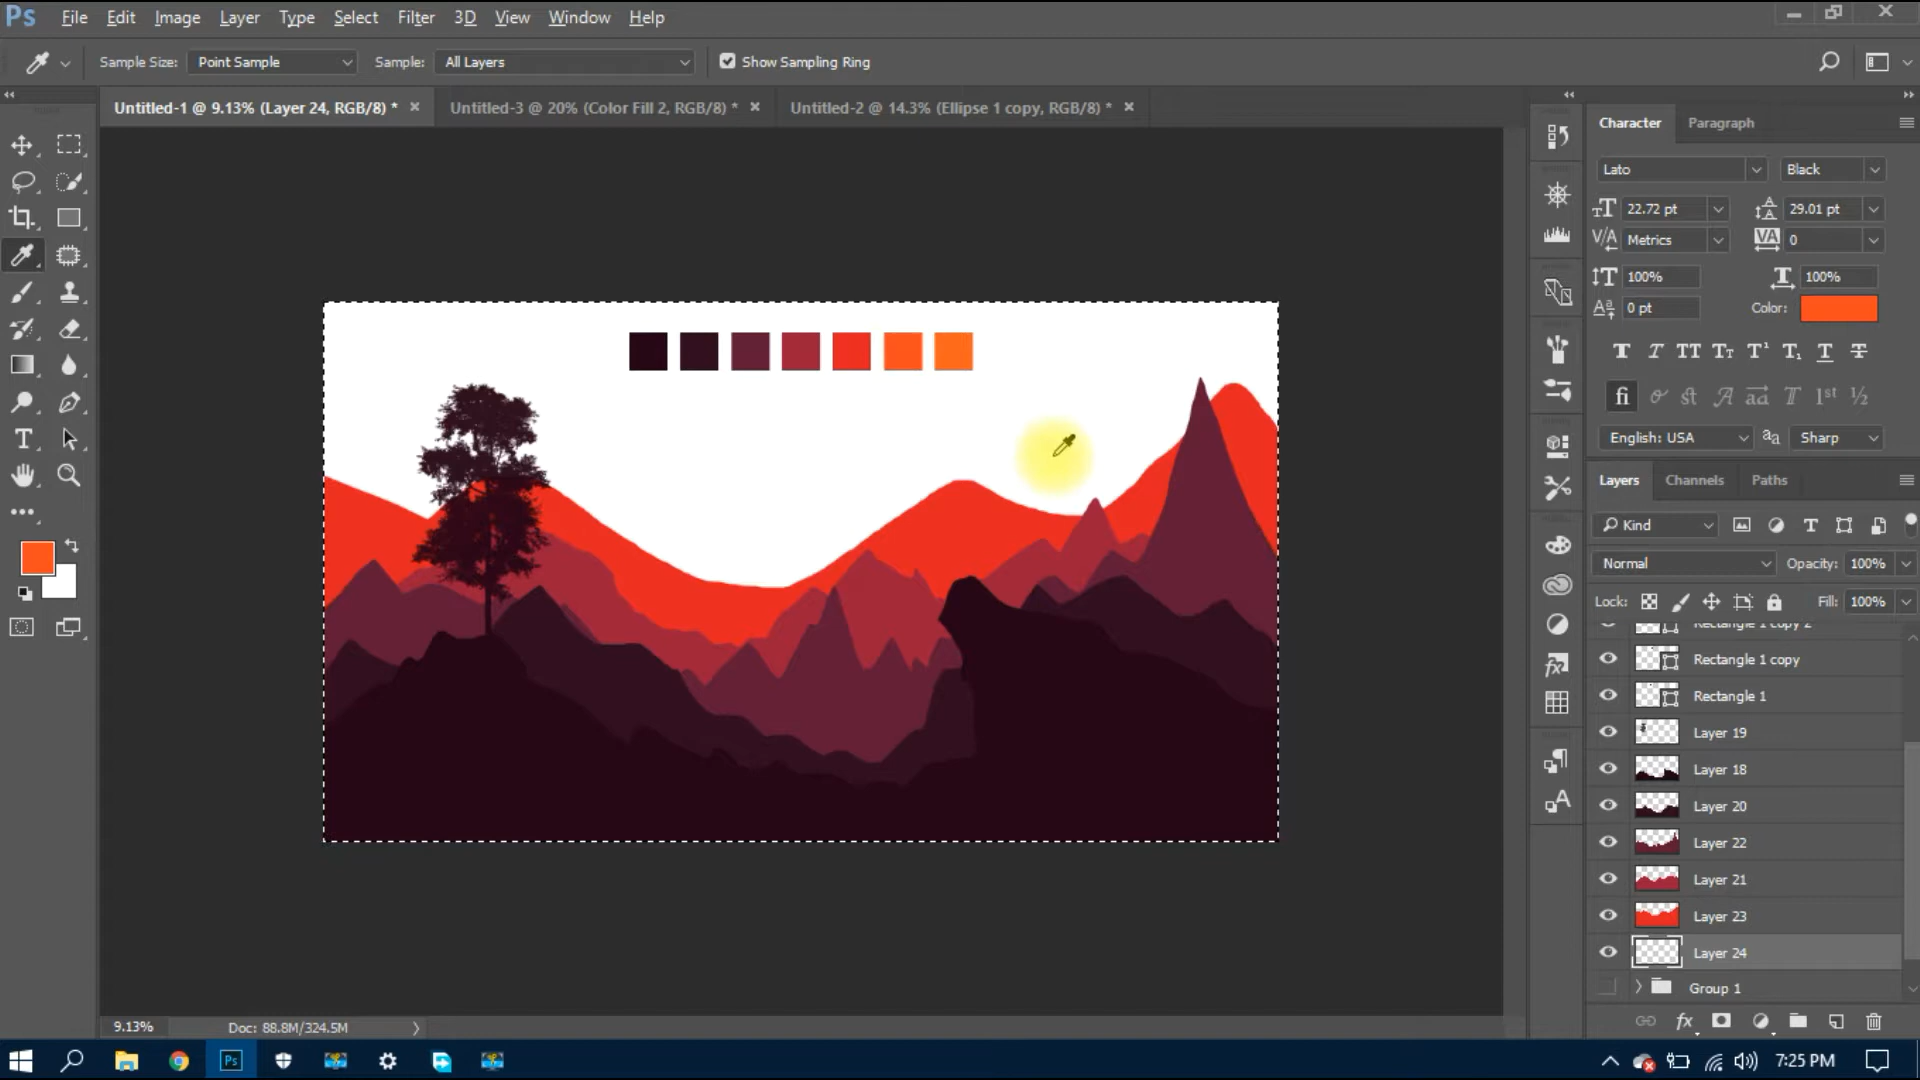 Ps File Edit Image Layer Type Select Filter 3D View Window Help
Sample Size: Point Sample Sample: All Layers Show Sampling Ring
Untitled-1 @ 9.13% (Layer 24, RGB/8) * Untitled-3 @ 20% (Color Fill 2, RGB/8) * Untitled-2 @ 14.3% (Ellipse 1 copy, RGB/8) *
Character Paragraph
Lato Black
22.72 pt 29.01 pt
Metrics 0
100% 100%
0 pt Color:
English: USA Sharp
Layers Channels Paths
Kind
Normal Opacity: 100%
Lock: Fill: 100%
Rectangle 1 copy 2
Rectangle 1 copy
Rectangle 1
Layer 19
Layer 18
Layer 20
Layer 22
Layer 21
Layer 23
Layer 24
Group 1
9.13% Doc: 88.8M/324.5M
Ps 7:25 PM